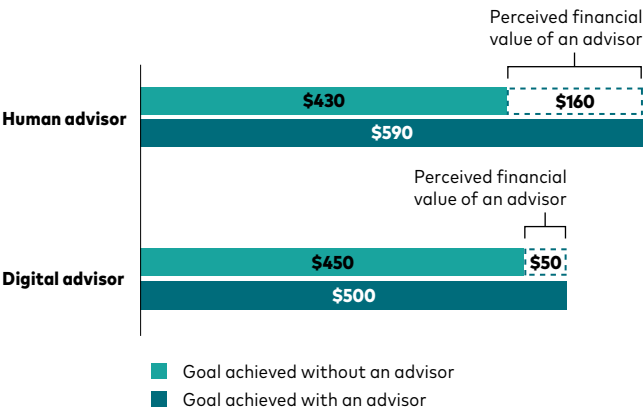 Perceived financial
value of an advisor
Human advisor
$430
$160
$590
Perceived financial
value of an advisor
Digital advisor
$450
$50
$500
Goal achieved without an advisor
Goal achieved with an advisor